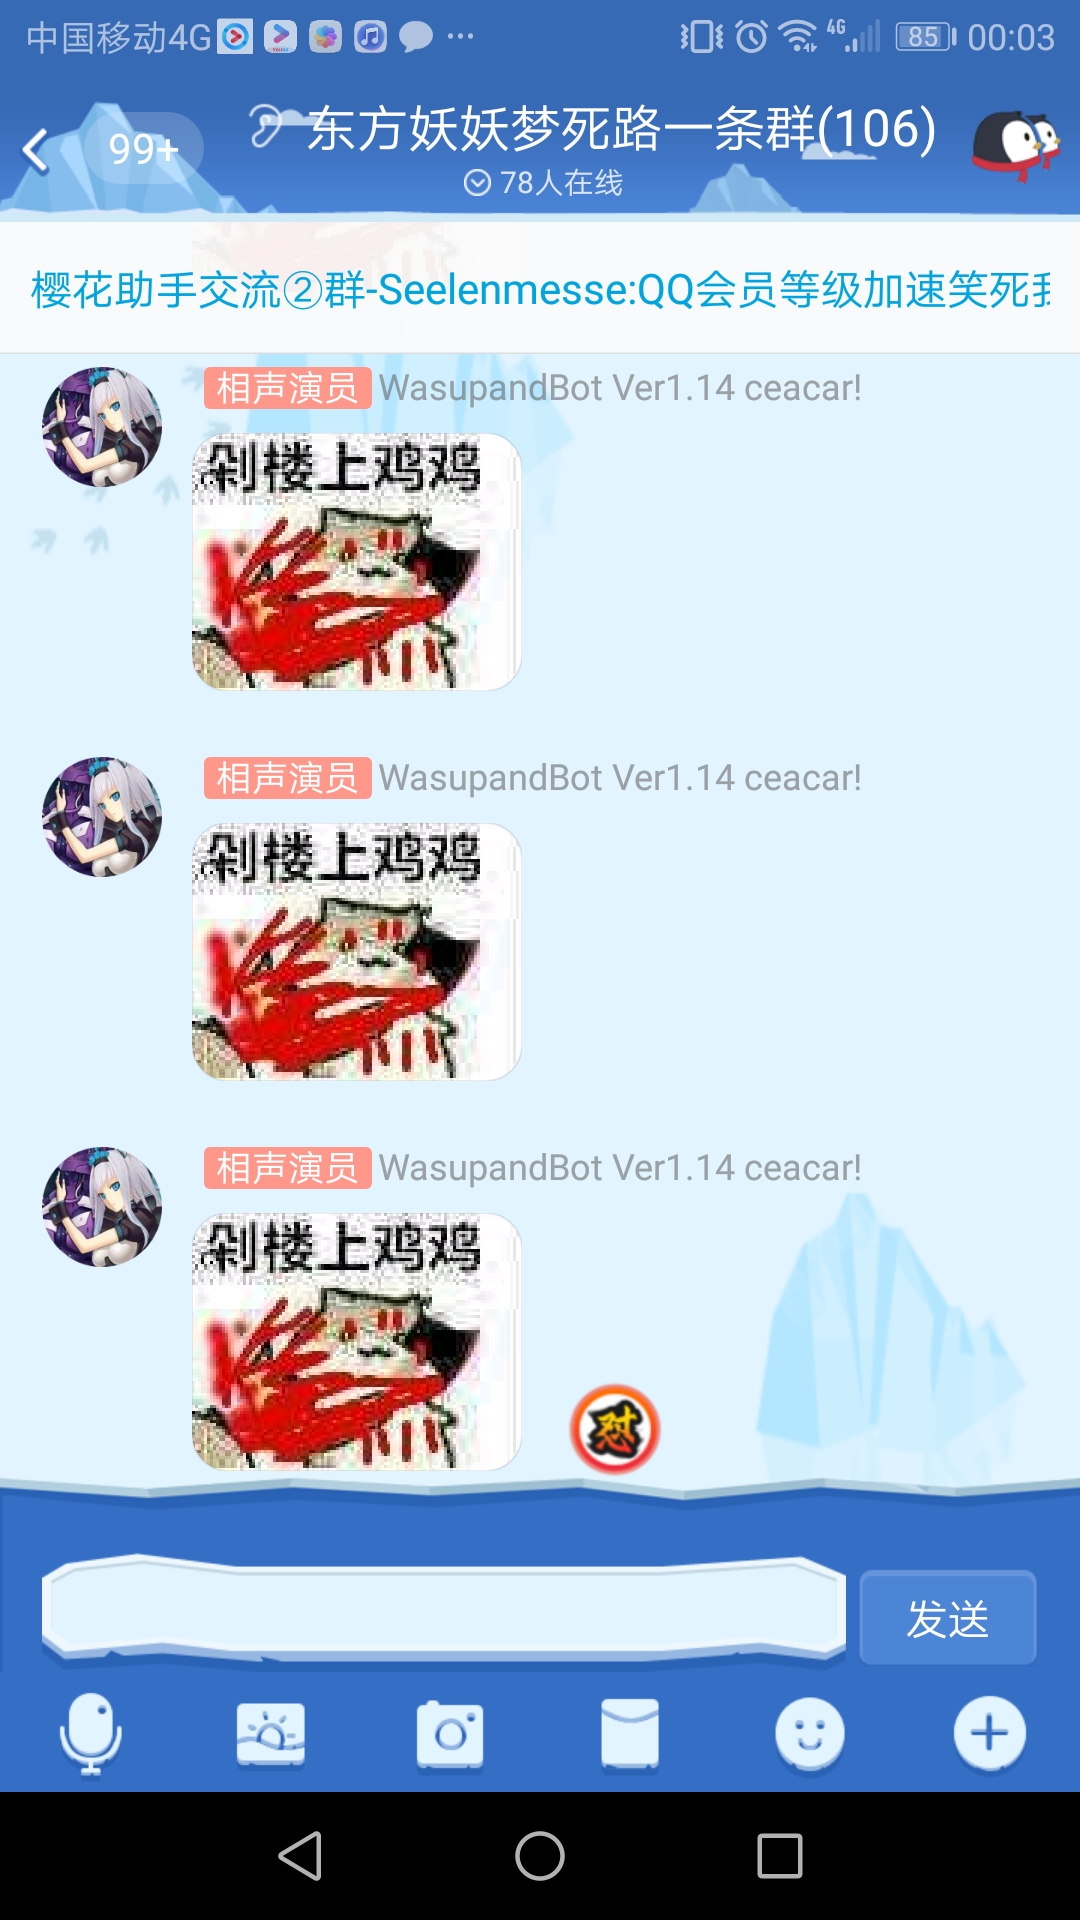 中国移动4G 4G 85 00:03
99+ 东方妖妖梦死路一条群(106)
78人在线
樱花助手交流②群-Seelenmesse:QQ会员等级加速笑死我
相声演员 WasupandBot Ver1.14 ceacar!
剁楼上鸡鸡
相声演员 WasupandBot Ver1.14 ceacar!
剁楼上鸡鸡
相声演员 WasupandBot Ver1.14 ceacar!
剁楼上鸡鸡
怼
发送